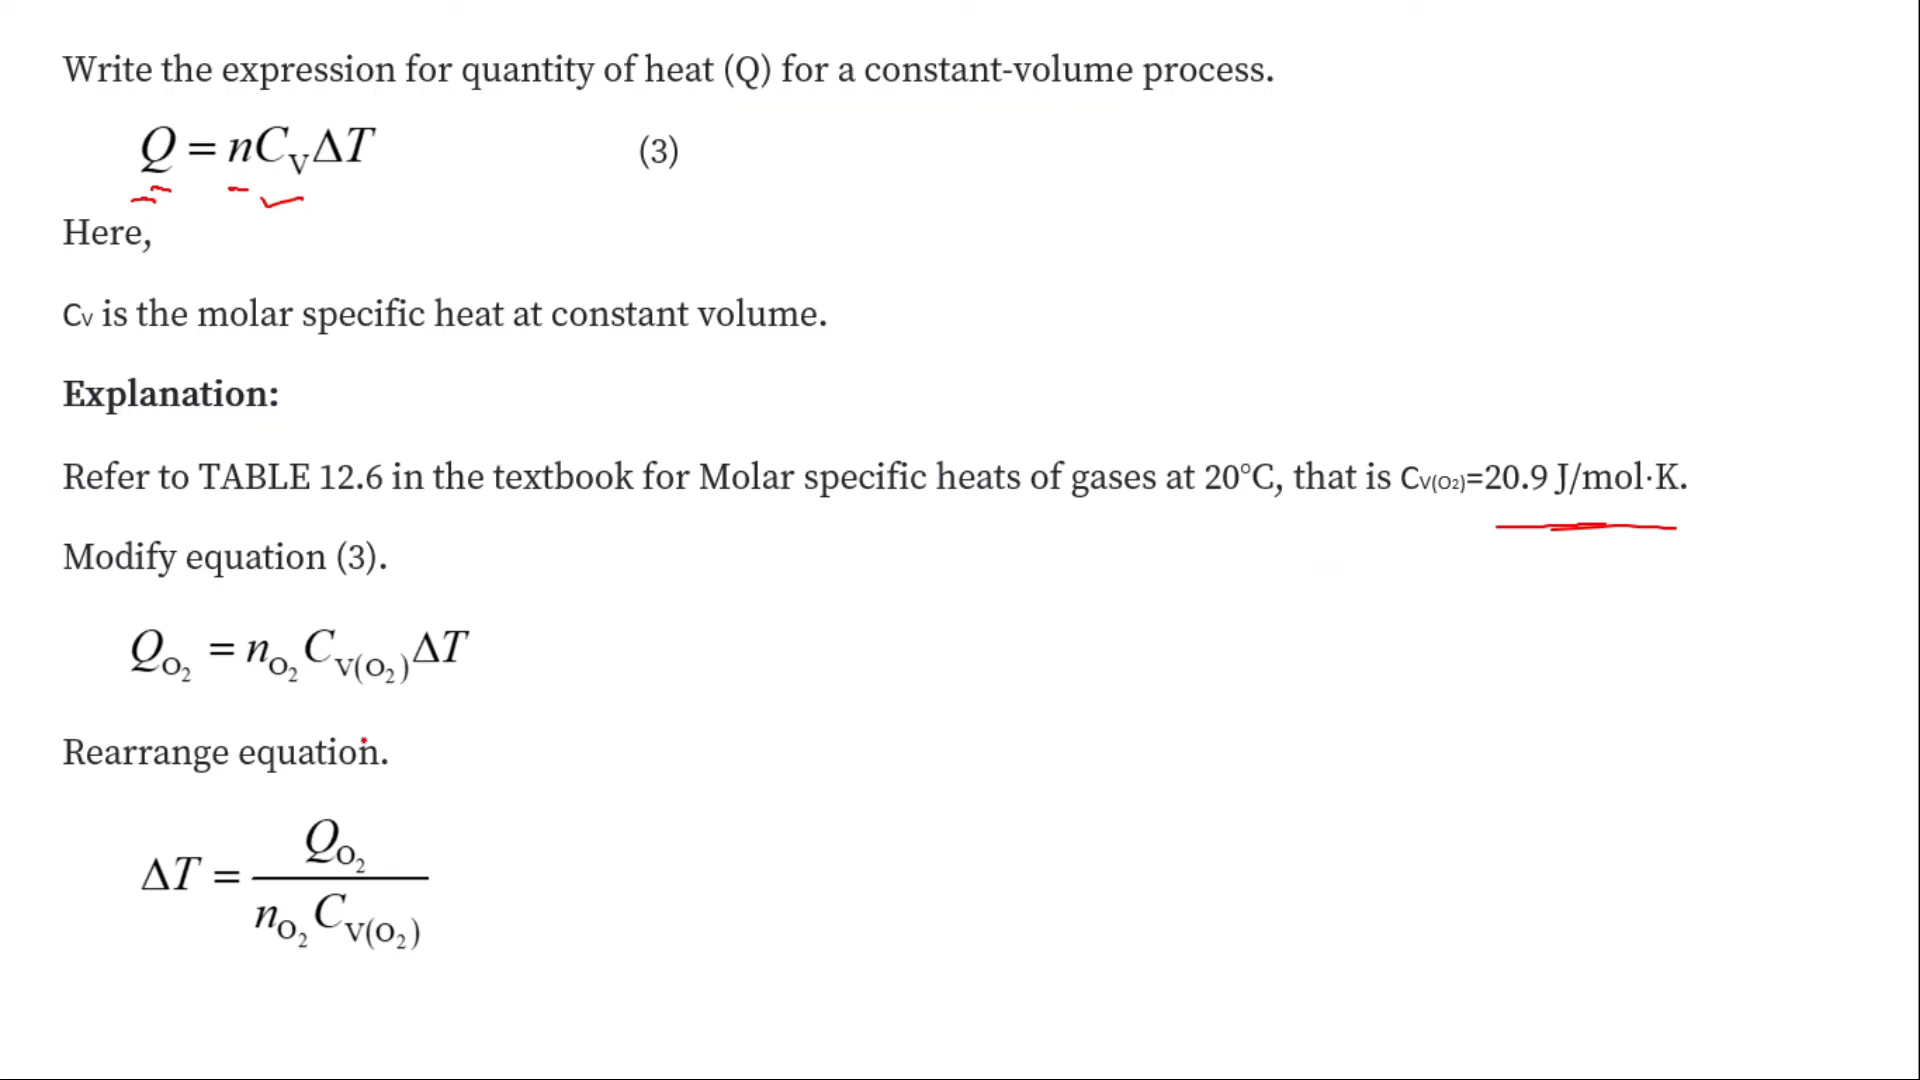 Write the expression for quantity of heat (Q) for a constant-volume process.
Q = nC_VΔT (3)
Here,
Cv is the molar specific heat at constant volume.
Explanation:
Refer to TABLE 12.6 in the textbook for Molar specific heats of gases at 20°C, that is CV(O2)=20.9 J/mol·K.
Modify equation (3).
Q_O₂ = n_O₂ C_V(O₂) ΔT
Rearrange equation.
ΔT = Q_O₂ / n_O₂ C_V(O₂)